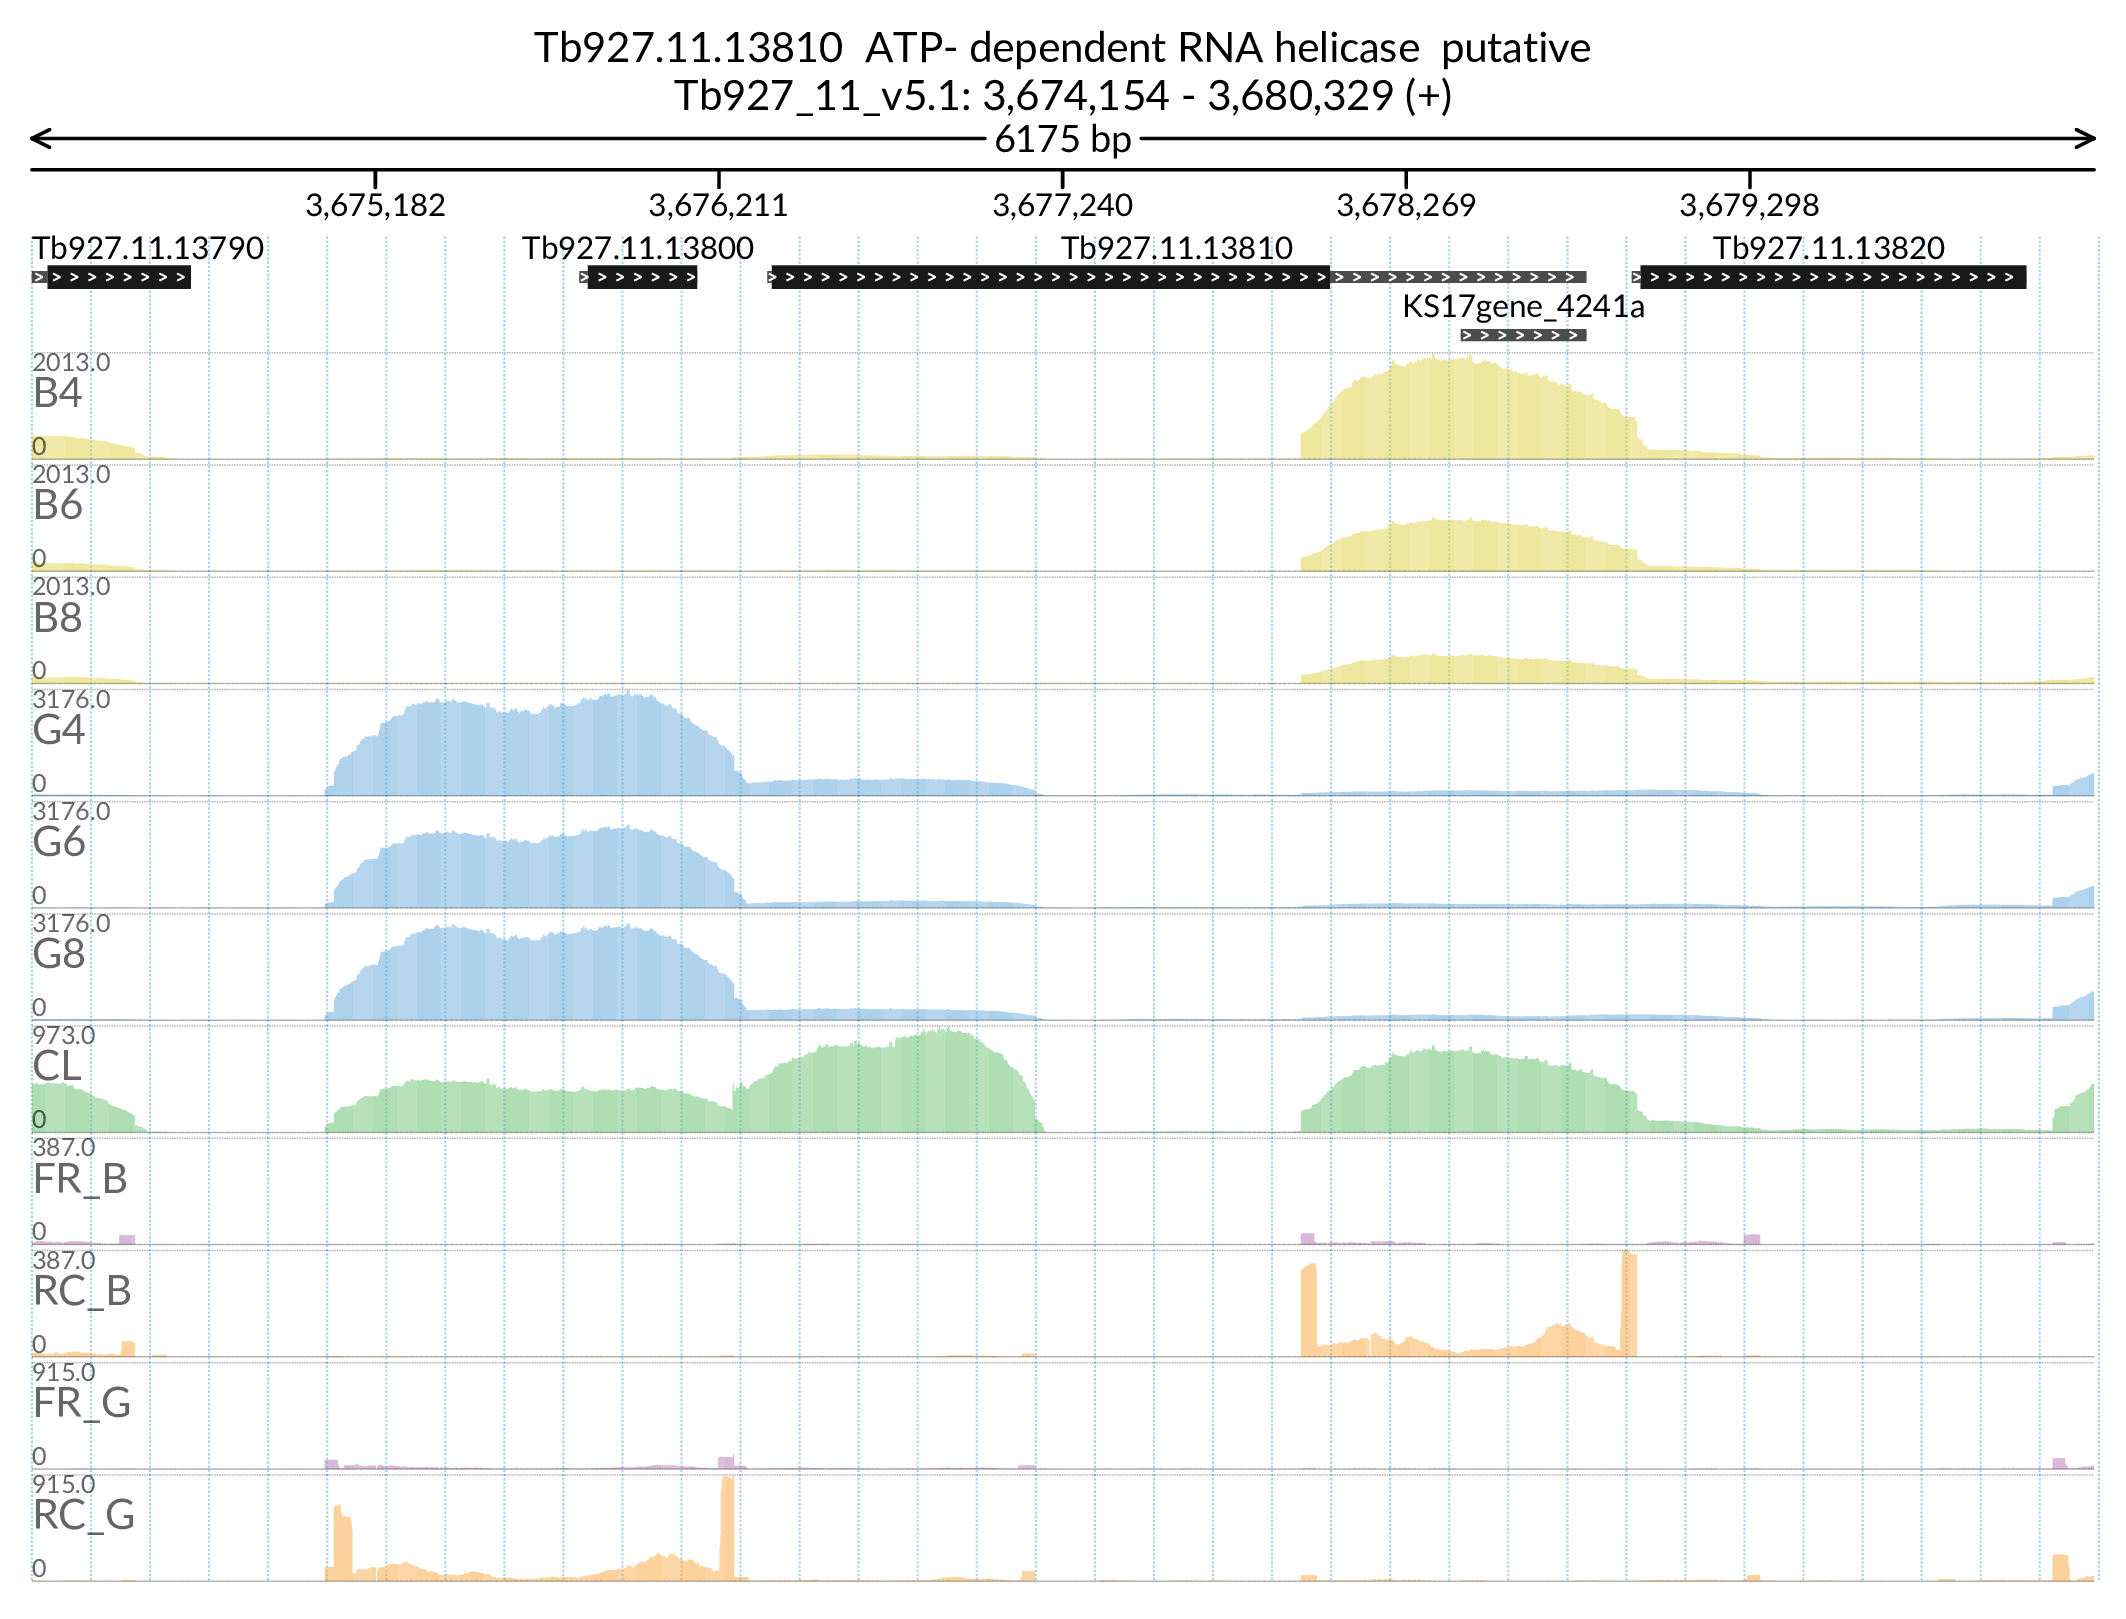 Tb927.11.13810  ATP- dependent RNA helicase  putative
Tb927_11_v5.1: 3,674,154 - 3,680,329 (+)
6175 bp
3,675,182 3,676,211 3,677,240 3,678,269 3,679,298
Tb927.11.13790 Tb927.11.13800 Tb927.11.13810 Tb927.11.13820
KS17gene_4241a
2013.0
B4
0
2013.0
B6
0
2013.0
B8
0
3176.0
G4
0
3176.0
G6
0
3176.0
G8
0
973.0
CL
0
387.0
FR_B
0
387.0
RC_B
0
915.0
FR_G
0
915.0
RC_G
0